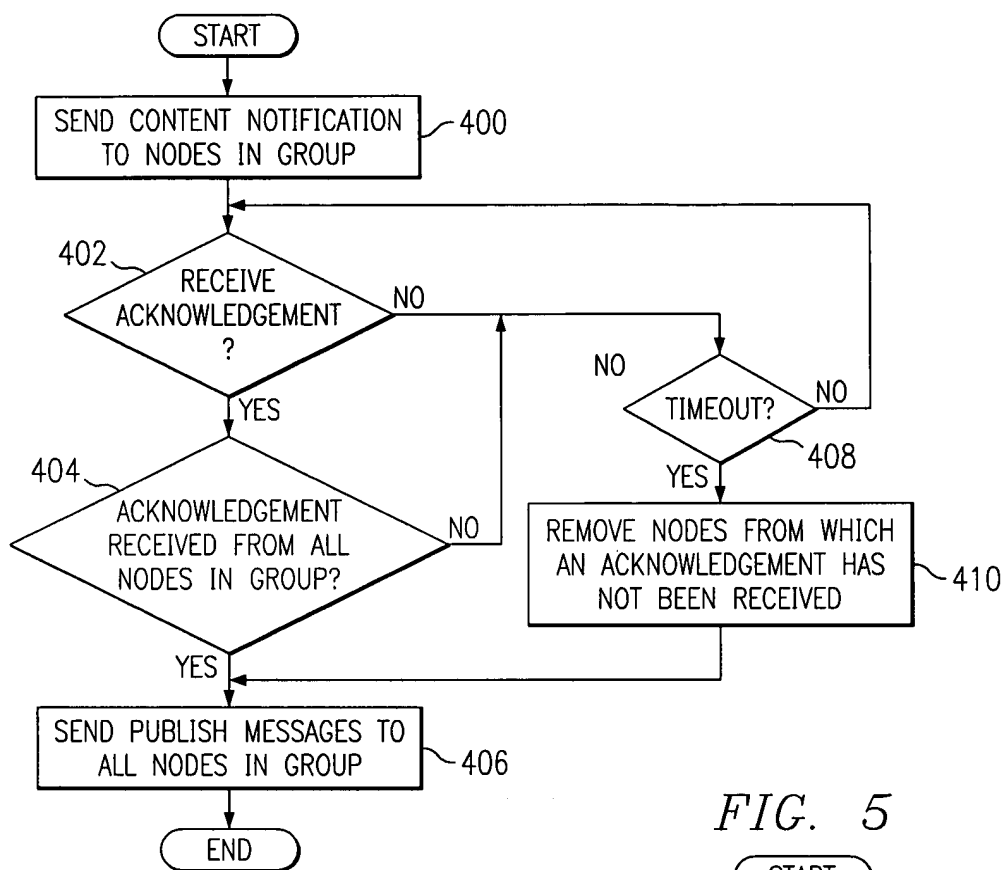 START
SEND CONTENT NOTIFICATION
TO NODES IN GROUP
400
402
RECEIVE
ACKNOWLEDGEMENT
?
NO
YES
NO
TIMEOUT?
NO
408
YES
404
ACKNOWLEDGEMENT
RECEIVED FROM ALL
NODES IN GROUP?
NO
YES
REMOVE NODES FROM WHICH
AN ACKNOWLEDGEMENT HAS
NOT BEEN RECEIVED
410
SEND PUBLISH MESSAGES TO
ALL NODES IN GROUP
406
END
FIG. 5
START